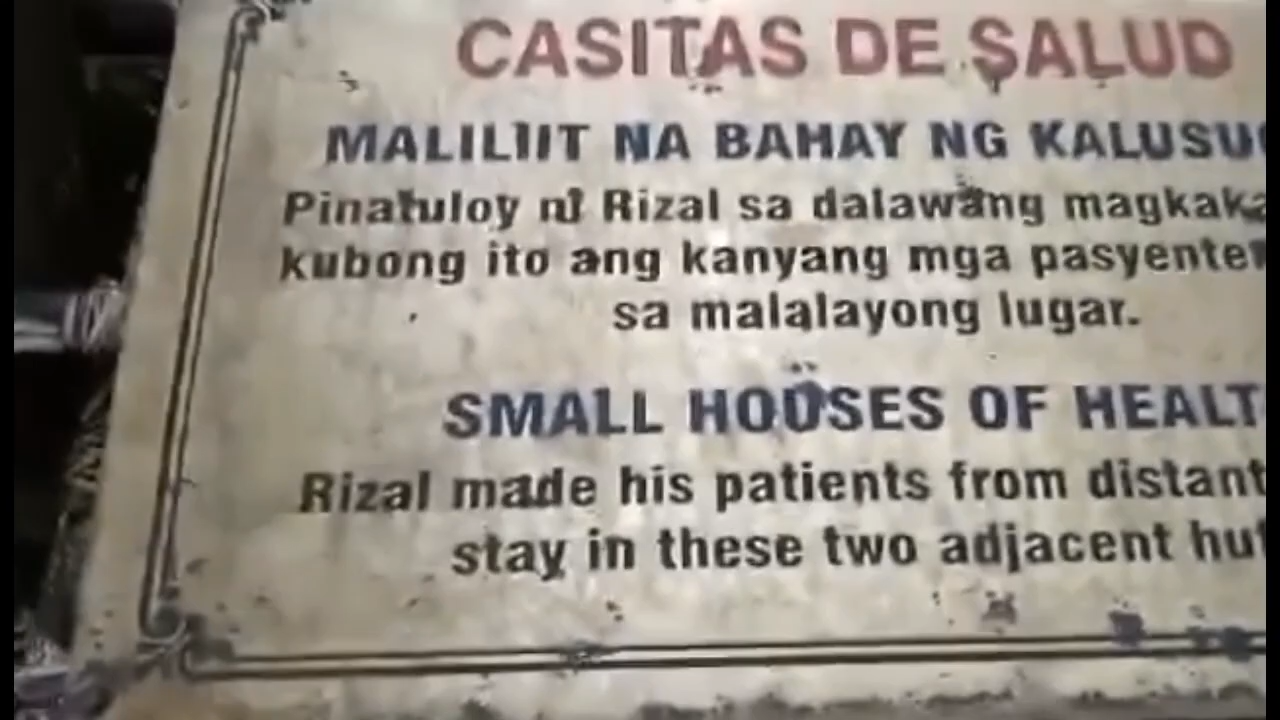 CASITAS DE SALUD
MALILIIT NA BAHAY NG
Pinatuloy ni Rizal sa dalawang
kubong ito ang kanyang mga
sa malalayong lugar.
SMALL HOUSES OF
Rizal made his patients from distant
stay in these two adjacent